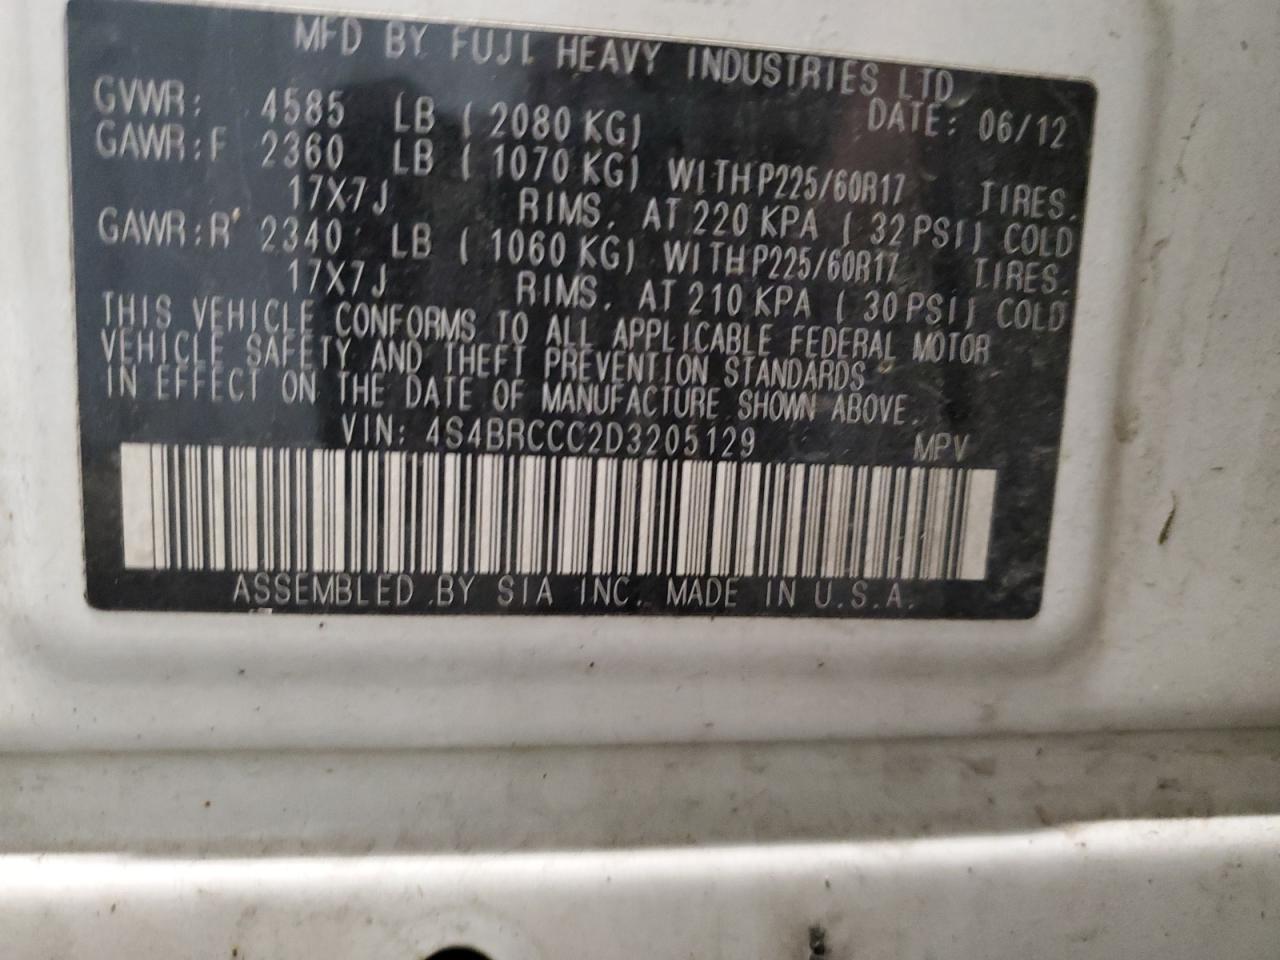 MFD BY FUJI HEAVY INDUSTRIES LTD
GVWR: 4585 LB ( 2080 KG) DATE: 06/12
GAWR:F 2360 LB ( 1070 KG) WITH P225/60R17 TIRES.
17X7J RIMS. AT 220 KPA ( 32 PSI) COLD
GAWR:R 2340 LB ( 1060 KG) WITH P225/60R17 TIRES.
17X7J RIMS. AT 210 KPA ( 30 PSI) COLD
THIS VEHICLE CONFORMS TO ALL APPLICABLE FEDERAL MOTOR
VEHICLE SAFETY AND THEFT PREVENTION STANDARDS
IN EFFECT ON THE DATE OF MANUFACTURE SHOWN ABOVE.
VIN: 4S4BRCCC2D3205129 MPV
ASSEMBLED BY SIA INC. MADE IN U.S.A.